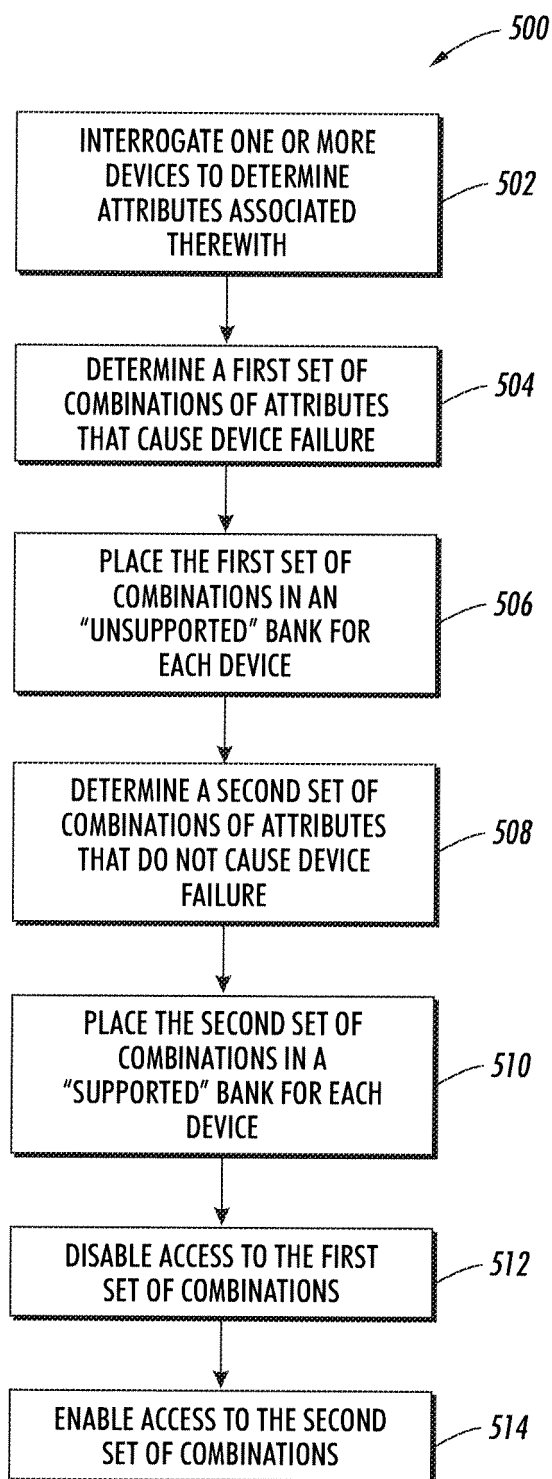 500
INTERROGATE ONE OR MORE
DEVICES TO DETERMINE
ATTRIBUTES ASSOCIATED
THEREWITH
502
DETERMINE A FIRST SET OF
COMBINATIONS OF ATTRIBUTES
THAT CAUSE DEVICE FAILURE
504
PLACE THE FIRST SET OF
COMBINATIONS IN AN
“UNSUPPORTED” BANK FOR
EACH DEVICE
506
DETERMINE A SECOND SET OF
COMBINATIONS OF ATTRIBUTES
THAT DO NOT CAUSE DEVICE
FAILURE
508
PLACE THE SECOND SET OF
COMBINATIONS IN A
“SUPPORTED” BANK FOR EACH
DEVICE
510
DISABLE ACCESS TO THE FIRST
SET OF COMBINATIONS
512
ENABLE ACCESS TO THE SECOND
SET OF COMBINATIONS
514